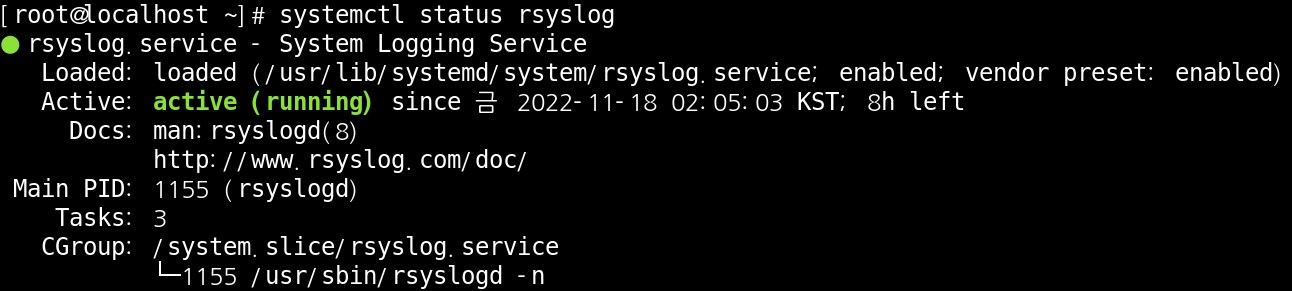 [root@localhost ~]# systemctl status rsyslog
● rsyslog.service - System Logging Service
Loaded: loaded (/usr/lib/systemd/system/rsyslog.service; enabled; vendor preset: enabled)
Active: active (running) since 금 2022-11-18 02:05:03 KST; 8h left
Docs: man:rsyslogd(8)
http://www.rsyslog.com/doc/
Main PID: 1155 (rsyslogd)
Tasks: 3
CGroup: /system.slice/rsyslog.service
└─1155 /usr/sbin/rsyslogd -n